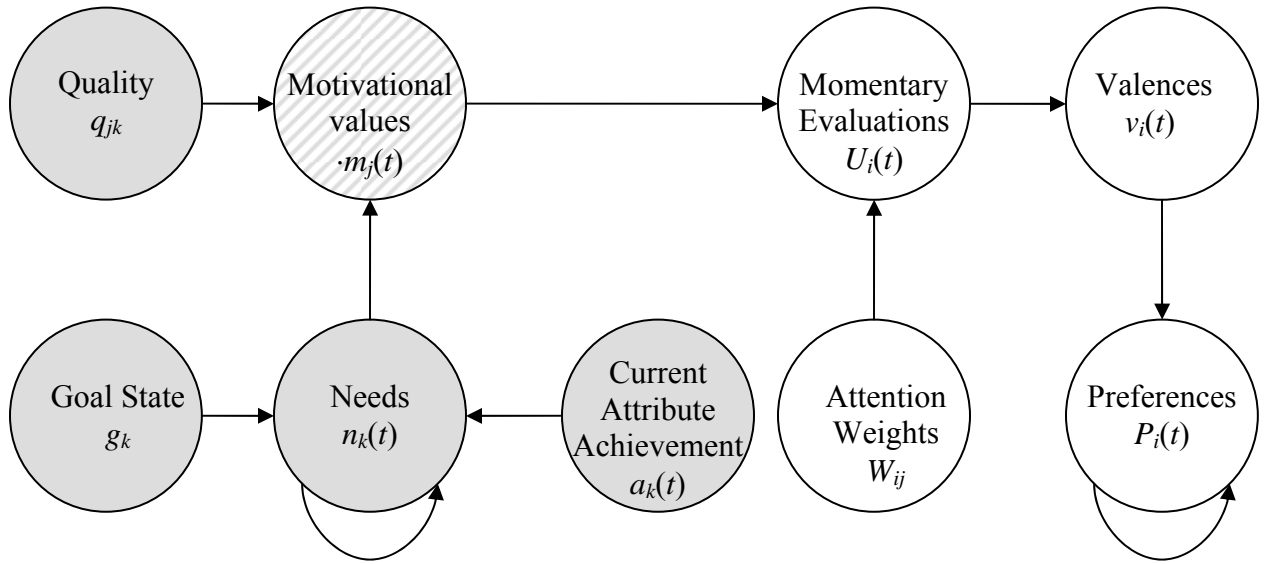 Quality
q_jk
Motivational
values
·m_j(t)
Momentary
Evaluations
U_i(t)
Valences
v_i(t)
Goal State
g_k
Needs
n_k(t)
Current
Attribute
Achievement
a_k(t)
Attention
Weights
W_ij
Preferences
P_i(t)